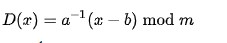 D(x) = a⁻¹(x − b) mod m